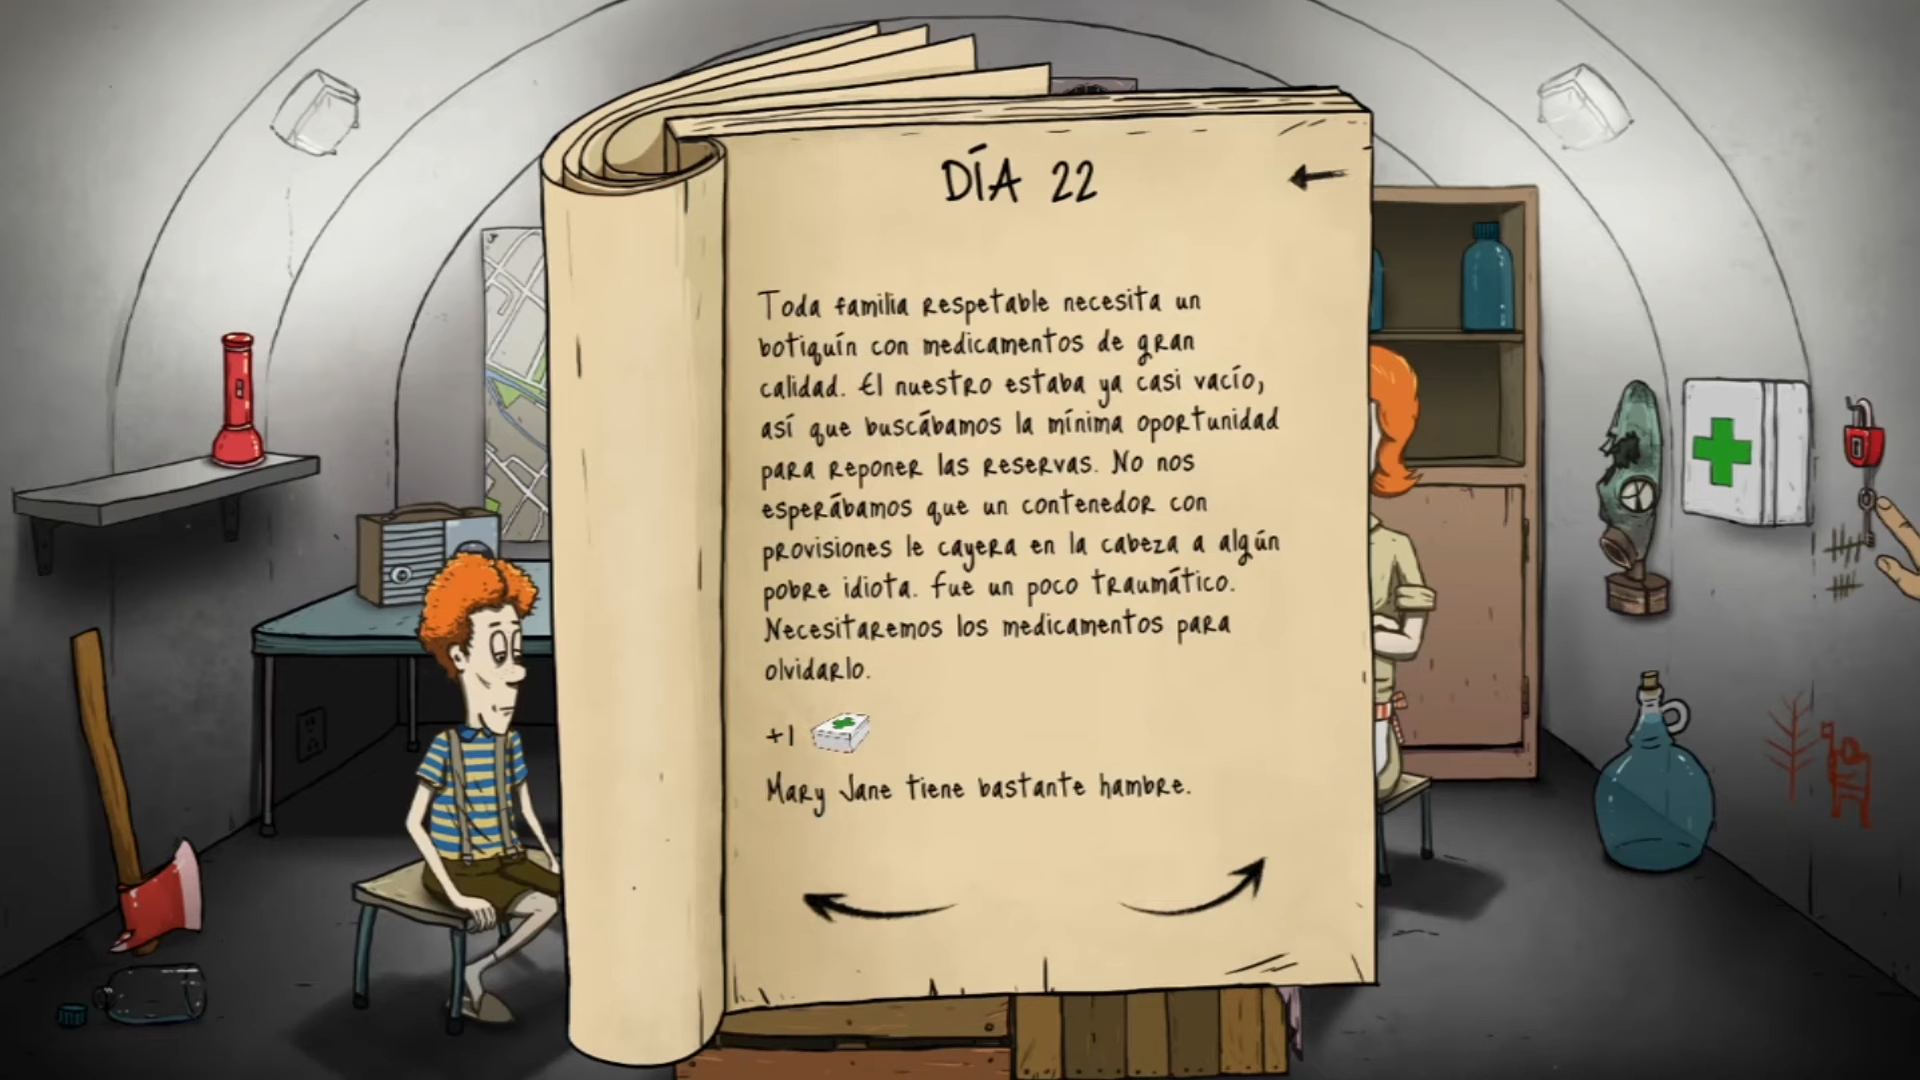 DÍA 22
Toda familia respetable necesita un
botiquín con medicamentos de gran
calidad. El nuestro estaba ya casi vacío,
así que buscábamos la mínima oportunidad
para reponer las reservas. No nos
esperábamos que un contenedor con
provisiones le cayera en la cabeza a algún
pobre idiota. Fue un poco traumático.
Necesitaremos los medicamentos para
olvidarlo.
+1
Mary Jane tiene bastante hambre.